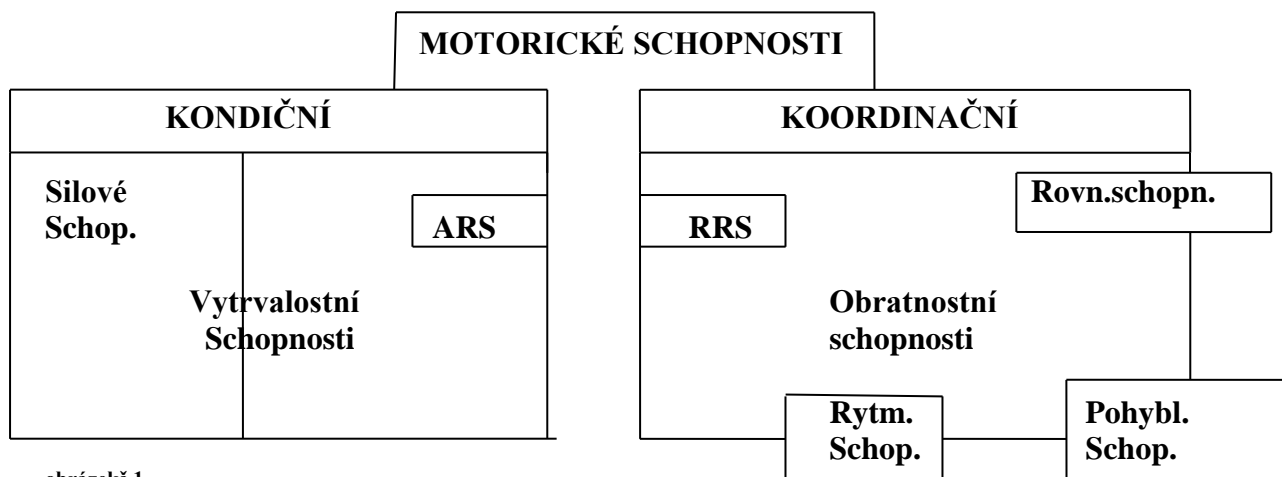 MOTORICKÉ SCHOPNOSTI
KONDIČNÍ
KOORDINAČNÍ
Silové
Schop.
ARS
RRS
Rovn.schopn.
Vytrvalostní
Schopnosti
Obratnostní
schopnosti
Rytm.
Schop.
Pohybl.
Schop.